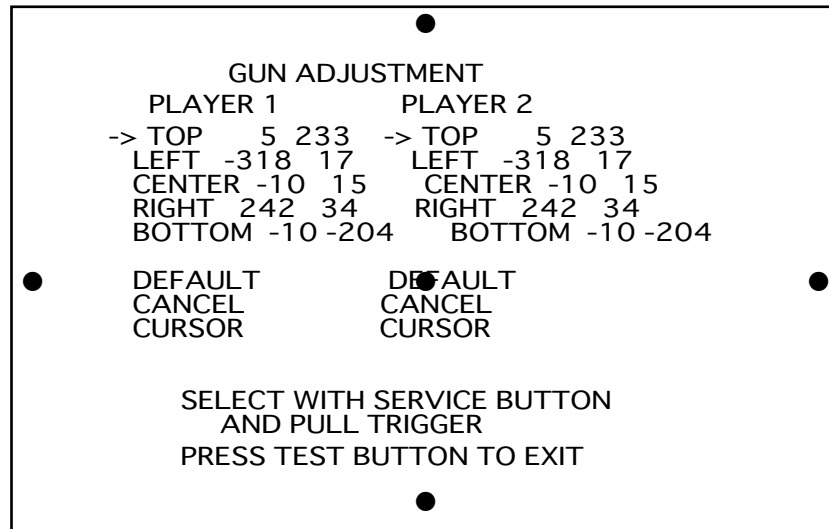 GUN ADJUSTMENT
PLAYER 1 PLAYER 2
-> TOP 5 233 -> TOP 5 233
LEFT -318 17 LEFT -318 17
CENTER -10 15 CENTER -10 15
RIGHT 242 34 RIGHT 242 34
BOTTOM -10 -204 BOTTOM -10 -204
DEFAULT DEFAULT
CANCEL CANCEL
CURSOR CURSOR
SELECT WITH SERVICE BUTTON
AND PULL TRIGGER
PRESS TEST BUTTON TO EXIT